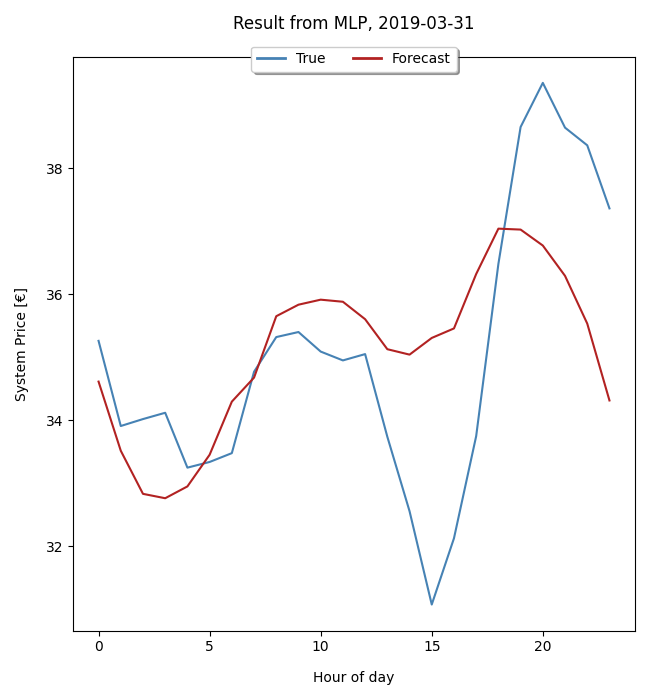 Result from MLP, 2019-03-31
True
Forecast
38
36
34
32
System Price [€]
0
5
10
15
20
Hour of day